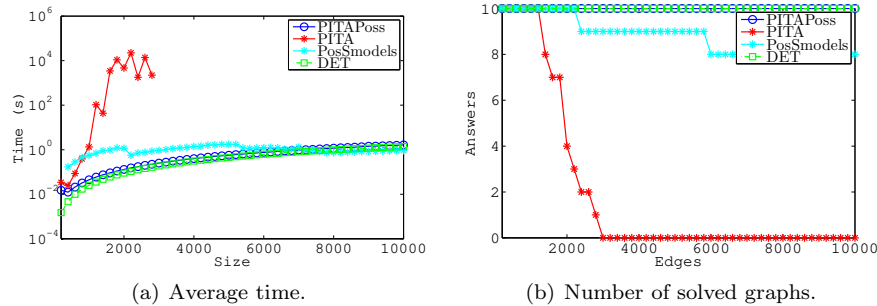 10^6
10^4
10^2
10^0
10^-2
10^-4
Time (s)
PITAPoss
PITA
PosSmodels
DET
2000 4000 6000 8000 10000
Size
(a) Average time.
10
8
6
4
2
0
Answers
PITAPoss
PITA
PosSmodels
DET
2000 4000 6000 8000 10000
Edges
(b) Number of solved graphs.